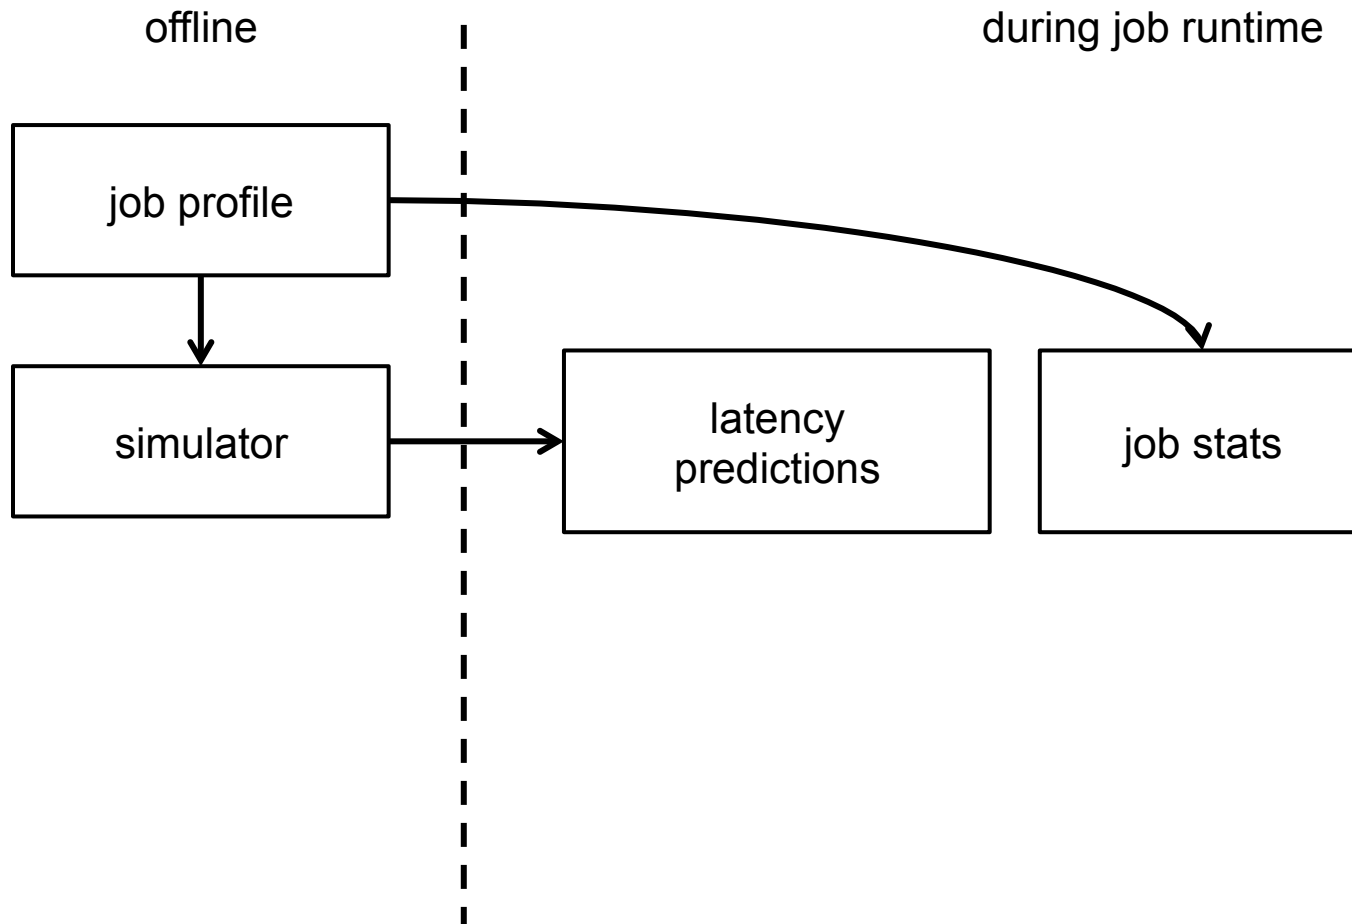 offline
during job runtime
job profile
simulator
latency
predictions
job stats